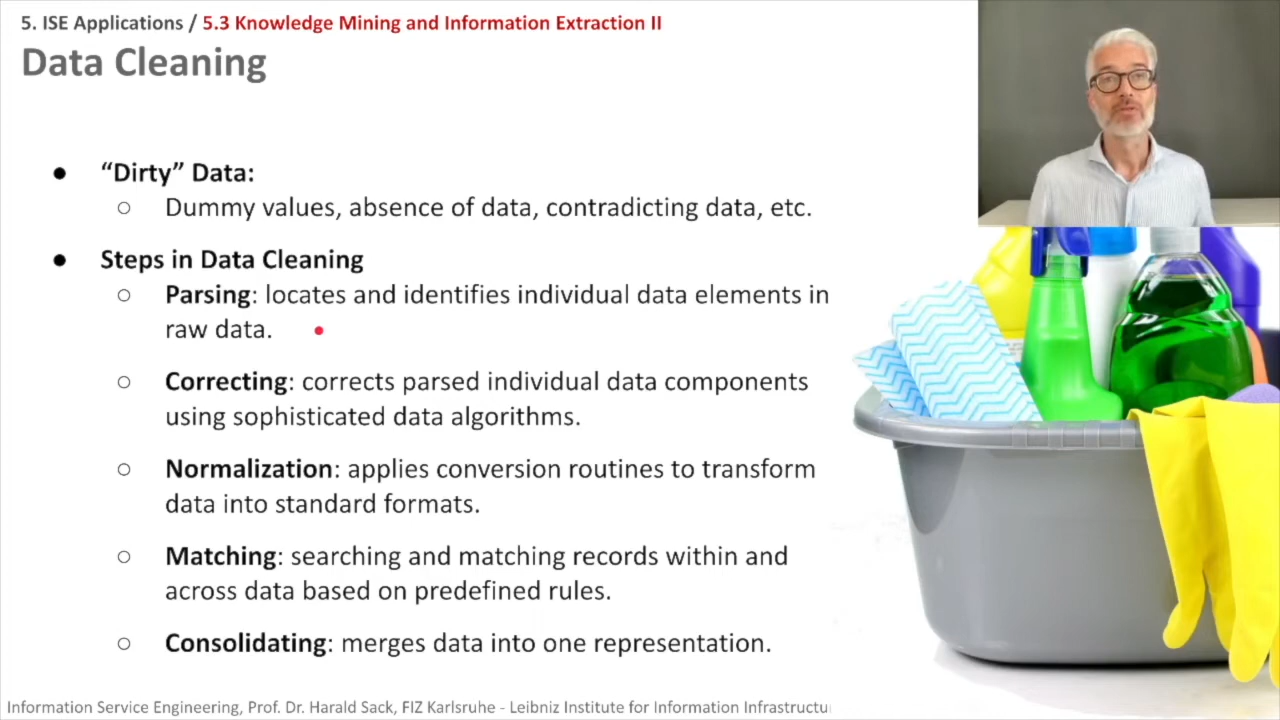 5. ISE Applications / 5.3 Knowledge Mining and Information Extraction II
Data Cleaning
● “Dirty” Data:
○ Dummy values, absence of data, contradicting data, etc.
● Steps in Data Cleaning
○ Parsing: locates and identifies individual data elements in
raw data.
○ Correcting: corrects parsed individual data components
using sophisticated data algorithms.
○ Normalization: applies conversion routines to transform
data into standard formats.
○ Matching: searching and matching records within and
across data based on predefined rules.
○ Consolidating: merges data into one representation.
Information Service Engineering, Prof. Dr. Harald Sack, FIZ Karlsruhe - Leibniz Institute for Information Infrastructu